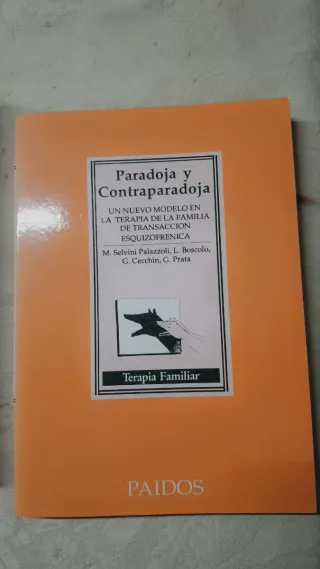 Paradoja y
Contraparadoja
UN NUEVO MODELO EN
LA TERAPIA DE LA FAMILIA
DE TRANSACCION
ESQUIZOFRENICA
M. Selvini Palazzoli, L. Boscolo,
G. Cecchin, G. Prata
Terapia Familiar
PAIDOS